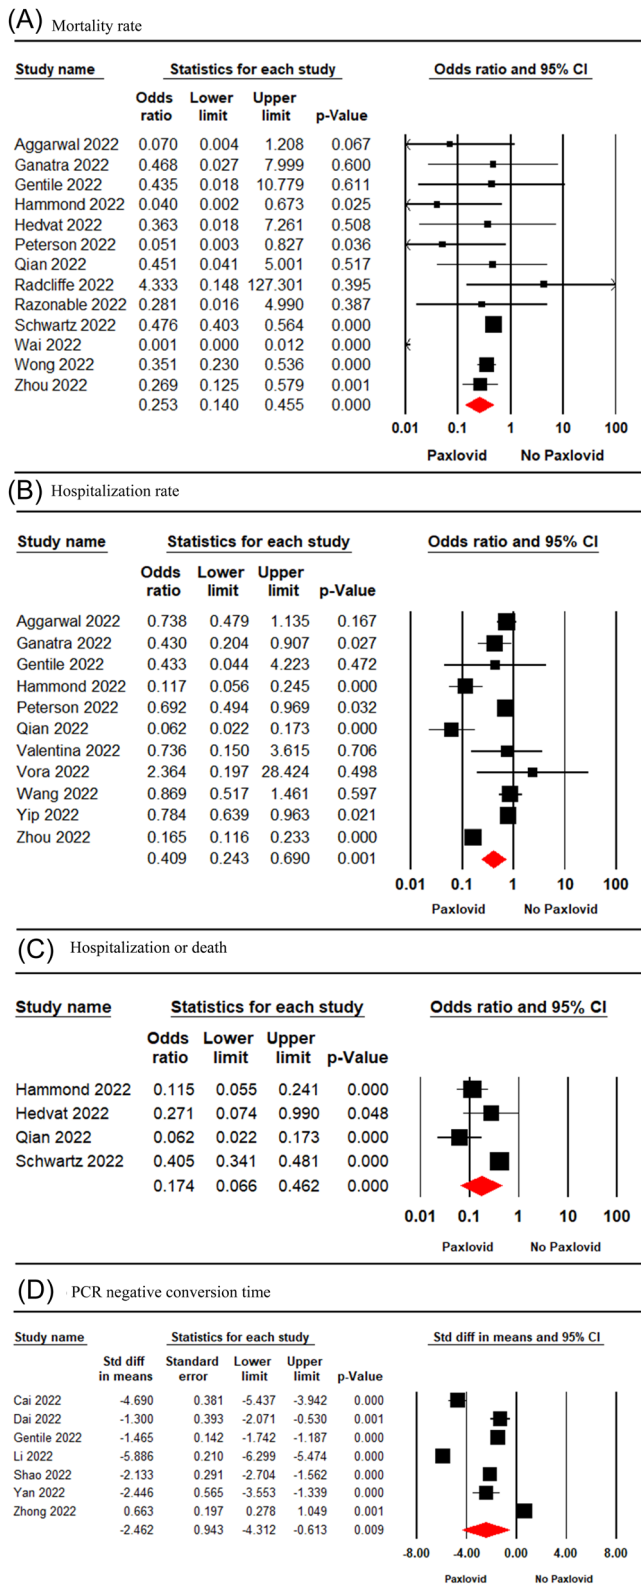 (A) Mortality rate
Study name Statistics for each study Odds ratio and 95% CI
Odds ratio Lower limit Upper limit p-Value
Aggarwal 2022 0.070 0.004 1.208 0.067
Ganatra 2022 0.468 0.027 7.999 0.600
Gentile 2022 0.435 0.018 10.779 0.611
Hammond 2022 0.040 0.002 0.673 0.025
Hedvat 2022 0.363 0.018 7.261 0.508
Peterson 2022 0.051 0.003 0.827 0.036
Qian 2022 0.451 0.041 5.001 0.517
Radcliffe 2022 4.333 0.148 127.301 0.395
Razonable 2022 0.281 0.016 4.990 0.387
Schwartz 2022 0.476 0.403 0.564 0.000
Wai 2022 0.001 0.000 0.012 0.000
Wong 2022 0.351 0.230 0.536 0.000
Zhou 2022 0.269 0.125 0.579 0.001
0.253 0.140 0.455 0.000
0.01 0.1 1 10 100
Paxlovid No Paxlovid
(B) Hospitalization rate
Study name Statistics for each study Odds ratio and 95% CI
Odds ratio Lower limit Upper limit p-Value
Aggarwal 2022 0.738 0.479 1.135 0.167
Ganatra 2022 0.430 0.204 0.907 0.027
Gentile 2022 0.433 0.044 4.223 0.472
Hammond 2022 0.117 0.056 0.245 0.000
Peterson 2022 0.692 0.494 0.969 0.032
Qian 2022 0.062 0.022 0.173 0.000
Valentina 2022 0.736 0.150 3.615 0.706
Vora 2022 2.364 0.197 28.424 0.498
Wang 2022 0.869 0.517 1.461 0.597
Yip 2022 0.784 0.639 0.963 0.021
Zhou 2022 0.165 0.116 0.233 0.000
0.409 0.243 0.690 0.001
0.01 0.1 1 10 100
Paxlovid No Paxlovid
(C) Hospitalization or death
Study name Statistics for each study Odds ratio and 95% CI
Odds ratio Lower limit Upper limit p-Value
Hammond 2022 0.115 0.055 0.241 0.000
Hedvat 2022 0.271 0.074 0.990 0.048
Qian 2022 0.062 0.022 0.173 0.000
Schwartz 2022 0.405 0.341 0.481 0.000
0.174 0.066 0.462 0.000
0.01 0.1 1 10 100
Paxlovid No Paxlovid
(D) PCR negative conversion time
Study name Statistics for each study Std diff in means and 95% CI
Std diff in means Standard error Lower limit Upper limit p-Value
Cai 2022 -4.690 0.381 -5.437 -3.942 0.000
Dai 2022 -1.300 0.393 -2.071 -0.530 0.001
Gentile 2022 -1.465 0.142 -1.742 -1.187 0.000
Li 2022 -5.886 0.210 -6.299 -5.474 0.000
Shao 2022 -2.133 0.291 -2.704 -1.562 0.000
Yan 2022 -2.446 0.565 -3.553 -1.339 0.000
Zhong 2022 0.663 0.197 0.278 1.049 0.001
-2.462 0.943 -4.312 -0.613 0.009
-8.00 -4.00 0.00 4.00 8.00
Paxlovid No Paxlovid